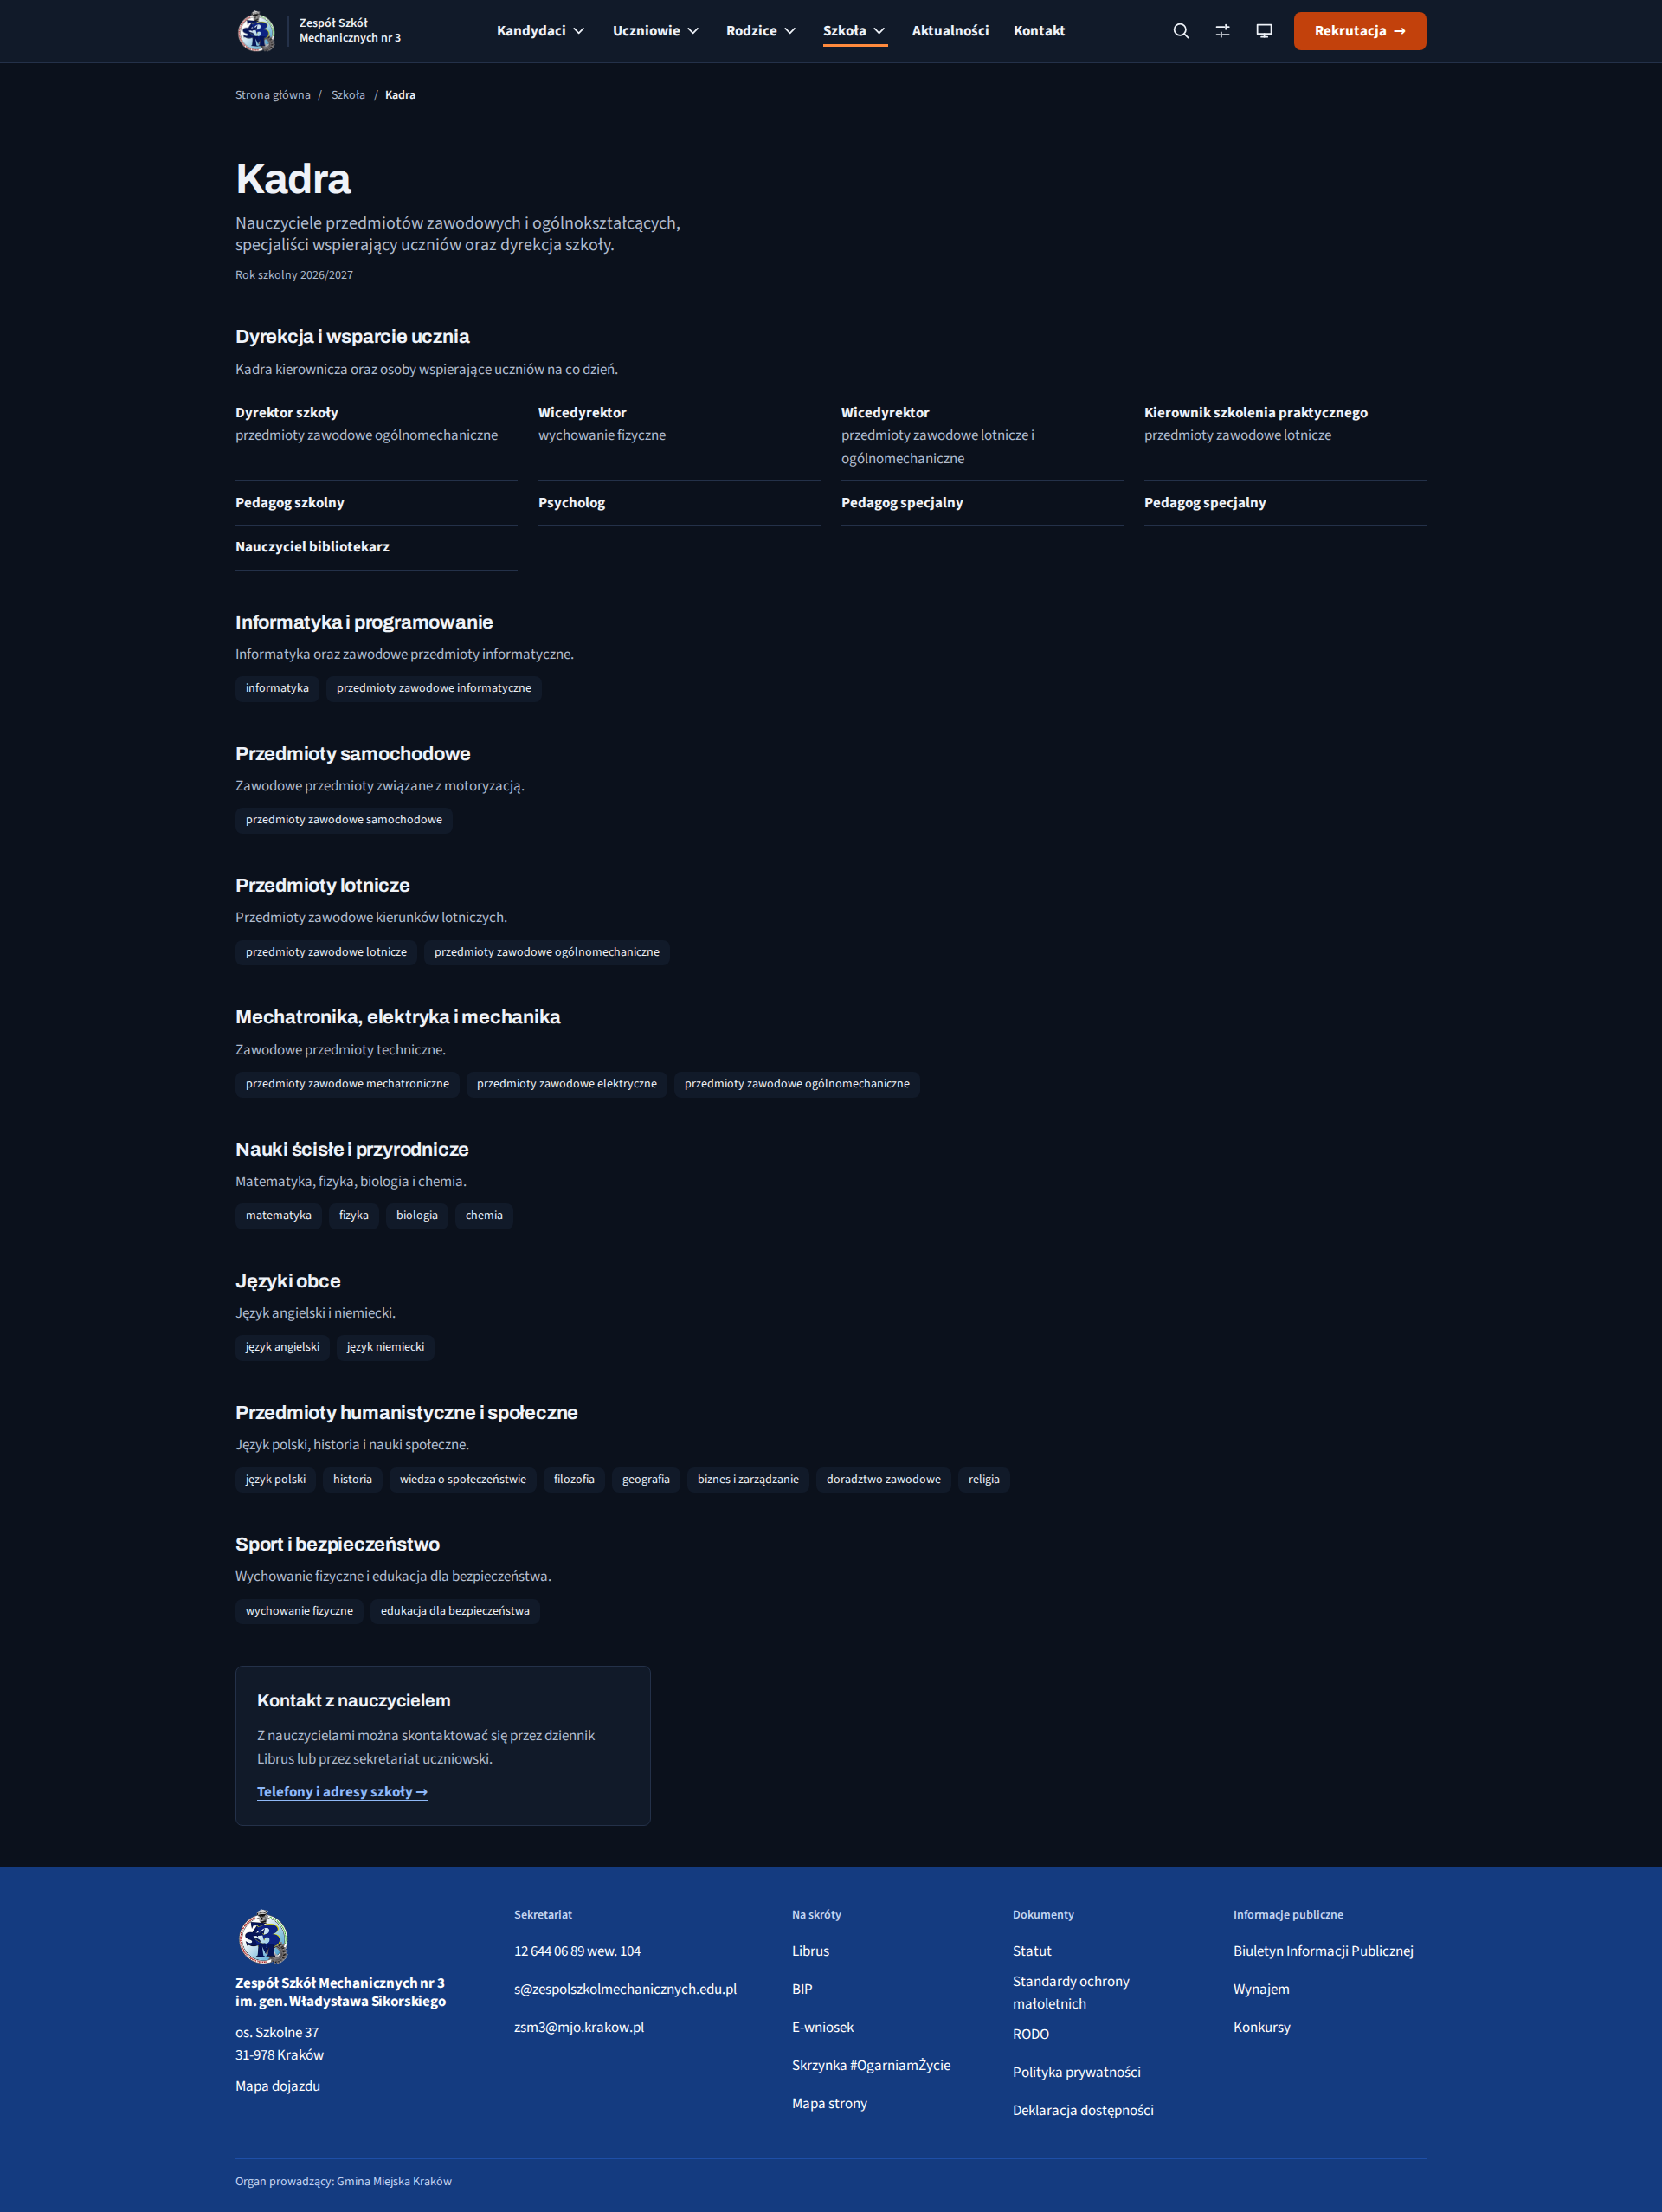 Zespół Szkół
Mechanicznych nr 3
Kandydaci
Uczniowie
Rodzice
Szkoła
Aktualności
Kontakt
Rekrutacja →
Strona główna / Szkoła / Kadra
Kadra
Nauczyciele przedmiotów zawodowych i ogólnokształcących,
specjaliści wspierający uczniów oraz dyrekcja szkoły.
Rok szkolny 2026/2027
Dyrekcja i wsparcie ucznia
Kadra kierownicza oraz osoby wspierające uczniów na co dzień.
Dyrektor szkoły
przedmioty zawodowe ogólnomechaniczne
Wicedyrektor
wychowanie fizyczne
Wicedyrektor
przedmioty zawodowe lotnicze i
ogólnomechaniczne
Kierownik szkolenia praktycznego
przedmioty zawodowe lotnicze
Pedagog szkolny
Psycholog
Pedagog specjalny
Pedagog specjalny
Nauczyciel bibliotekarz
Informatyka i programowanie
Informatyka oraz zawodowe przedmioty informatyczne.
informatyka
przedmioty zawodowe informatyczne
Przedmioty samochodowe
Zawodowe przedmioty związane z motoryzacją.
przedmioty zawodowe samochodowe
Przedmioty lotnicze
Przedmioty zawodowe kierunków lotniczych.
przedmioty zawodowe lotnicze
przedmioty zawodowe ogólnomechaniczne
Mechatronika, elektryka i mechanika
Zawodowe przedmioty techniczne.
przedmioty zawodowe mechatroniczne
przedmioty zawodowe elektryczne
przedmioty zawodowe ogólnomechaniczne
Nauki ścisłe i przyrodnicze
Matematyka, fizyka, biologia i chemia.
matematyka
fizyka
biologia
chemia
Języki obce
Język angielski i niemiecki.
język angielski
język niemiecki
Przedmioty humanistyczne i społeczne
Język polski, historia i nauki społeczne.
język polski
historia
wiedza o społeczeństwie
filozofia
geografia
biznes i zarządzanie
doradztwo zawodowe
religia
Sport i bezpieczeństwo
Wychowanie fizyczne i edukacja dla bezpieczeństwa.
wychowanie fizyczne
edukacja dla bezpieczeństwa
Kontakt z nauczycielem
Z nauczycielami można skontaktować się przez dziennik
Librus lub przez sekretariat uczniowski.
Telefony i adresy szkoły →
Zespół Szkół Mechanicznych nr 3
im. gen. Władysława Sikorskiego
os. Szkolne 37
31-978 Kraków
Mapa dojazdu
Sekretariat
12 644 06 89 wew. 104
s@zespolszkolmechanicznych.edu.pl
zsm3@mjo.krakow.pl
Na skróty
Librus
BIP
E-wniosek
Skrzynka #OgarniamŻycie
Mapa strony
Dokumenty
Statut
Standardy ochrony
małoletnich
RODO
Polityka prywatności
Deklaracja dostępności
Informacje publiczne
Biuletyn Informacji Publicznej
Wynajem
Konkursy
Organ prowadzący: Gmina Miejska Kraków